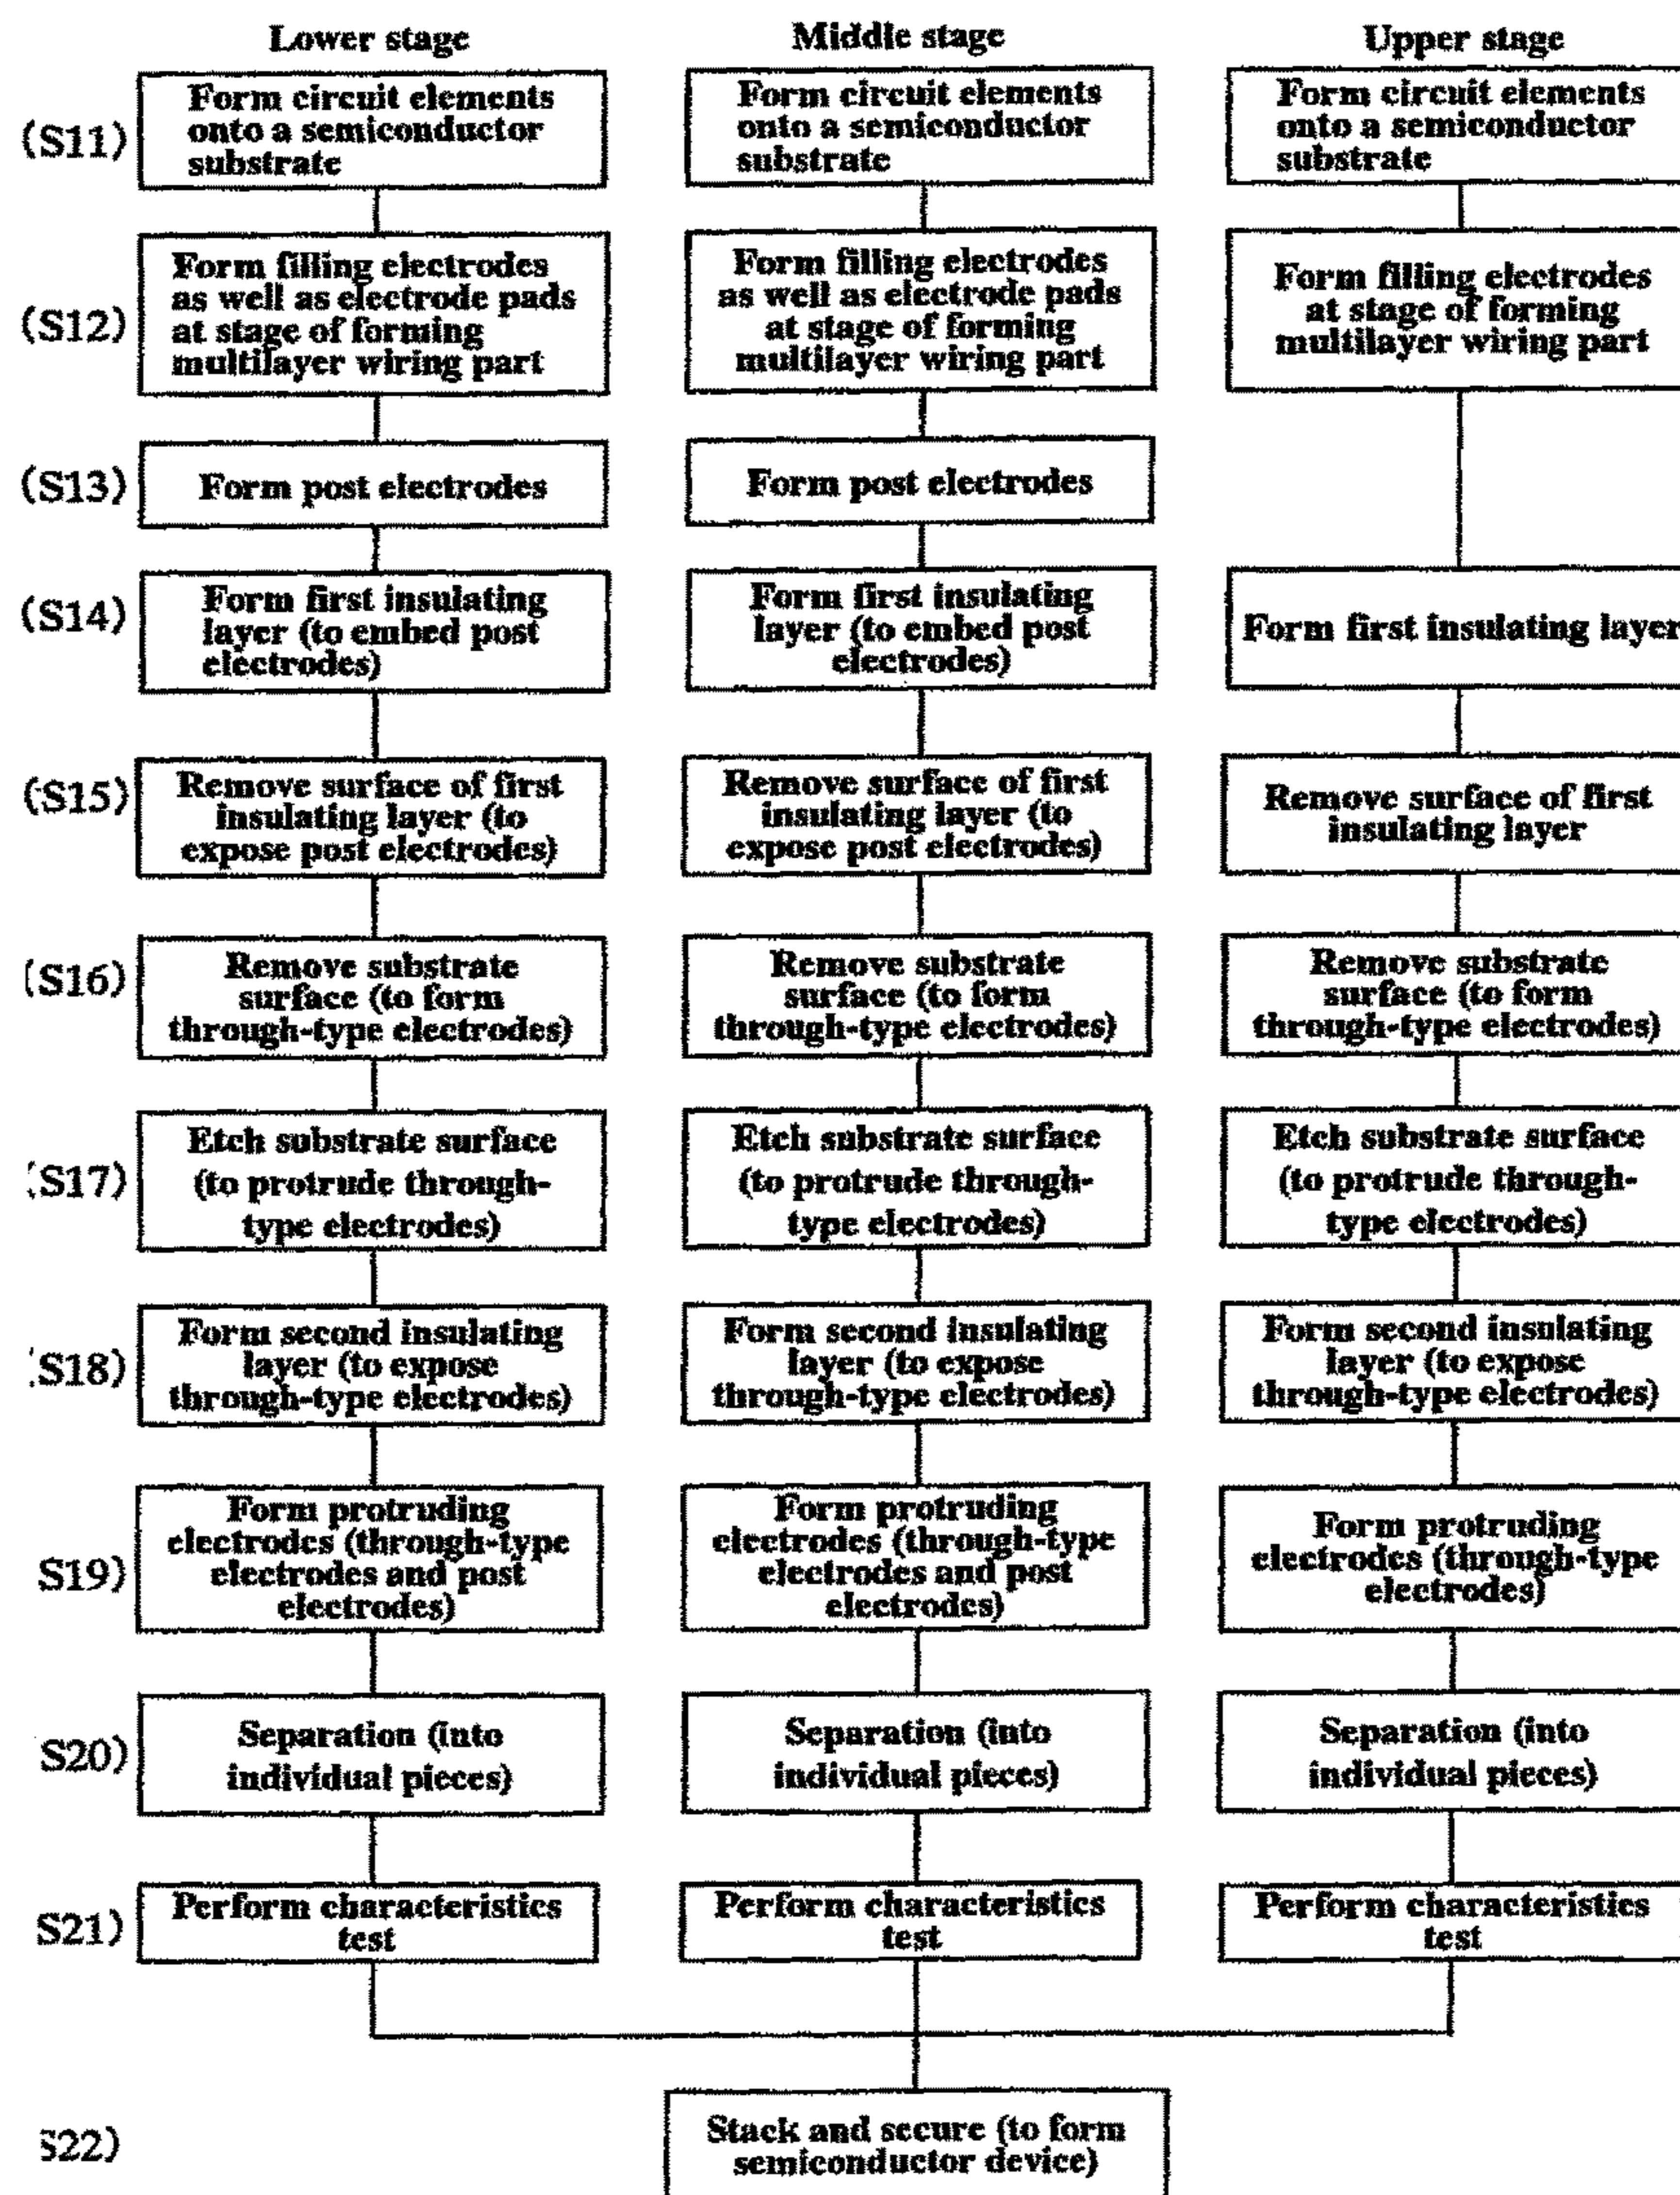 Lower stage
Middle stage
Upper stage
(S11)
Form circuit elements
onto a semiconductor
substrate
Form circuit elements
onto a semiconductor
substrate
Form circuit elements
onto a semiconductor
substrate
(S12)
Form filling electrodes
as well as electrode pads
at stage of forming
multilayer wiring part
Form filling electrodes
as well as electrode pads
at stage of forming
multilayer wiring part
Form filling electrodes
at stage of forming
multilayer wiring part
(S13)
Form post electrodes
Form post electrodes
(S14)
Form first insulating
layer (to embed post
electrodes)
Form first insulating
layer (to embed post
electrodes)
Form first insulating layer
(S15)
Remove surface of first
insulating layer (to
expose post electrodes)
Remove surface of first
insulating layer (to
expose post electrodes)
Remove surface of first
insulating layer
(S16)
Remove substrate
surface (to form
through-type electrodes)
Remove substrate
surface (to form
through-type electrodes)
Remove substrate
surface (to form
through-type electrodes)
(S17)
Etch substrate surface
(to protrude through-
type electrodes)
Etch substrate surface
(to protrude through-
type electrodes)
Etch substrate surface
(to protrude through-
type electrodes)
S18)
Form second insulating
layer (to expose
through-type electrodes)
Form second insulating
layer (to expose
through-type electrodes)
Form second insulating
layer (to expose
through-type electrodes)
S19)
Form protruding
electrodes (through-type
electrodes and post
electrodes)
Form protruding
electrodes (through-type
electrodes and post
electrodes)
Form protruding
electrodes (through-type
electrodes)
S20)
Separation (into
individual pieces)
Separation (into
individual pieces)
Separation (into
individual pieces)
S21)
Perform characteristics
test
Perform characteristics
test
Perform characteristics
test
S22)
Stack and secure (to form
semiconductor device)